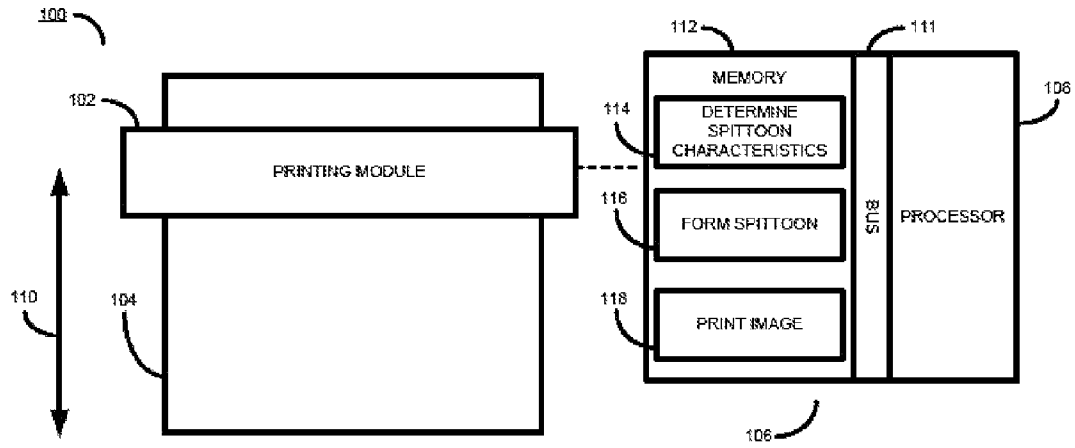 100
112
111
102
MEMORY
108
114
DETERMINE
SPITTOON
CHARACTERISTICS
PRINTING MODULE
116
FORM SPITTOON
BUS
PROCESSOR
110
104
118
PRINT IMAGE
106